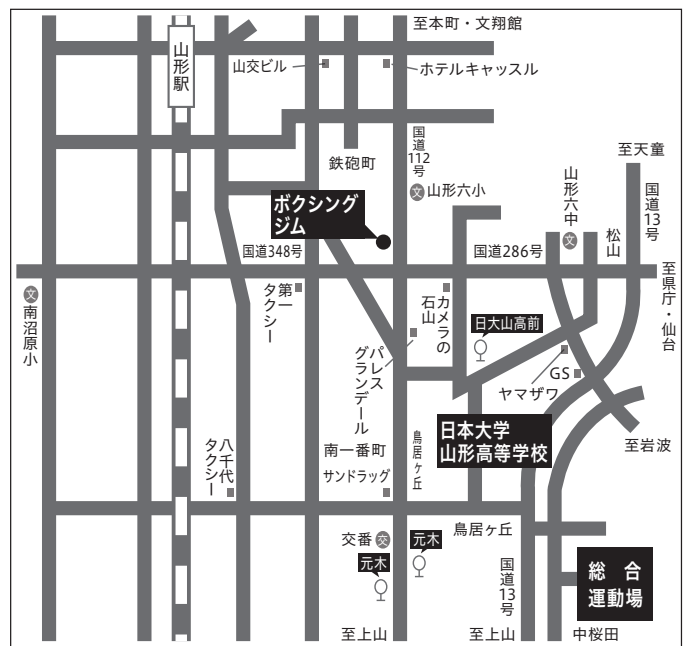 至本町・文翔館
山形駅
山交ビル
ホテルキャッスル
国道112号
鉄砲町
文
山形六小
山形六中
文
至天童
国道13号
松山
ボクシング
ジム
国道348号
国道286号
至県庁・仙台
文
南沼原小
第一
タクシー
カメラの
石山
日大山高前
パレス
グランデール
GS
ヤマザワ
日本大学
山形高等学校
至岩波
八千代
タクシー
南一番町
サンドラッグ
鳥居ヶ丘
交番
交
元木
元木
鳥居ヶ丘
国道13号
総合
運動場
至上山
至上山
中桜田